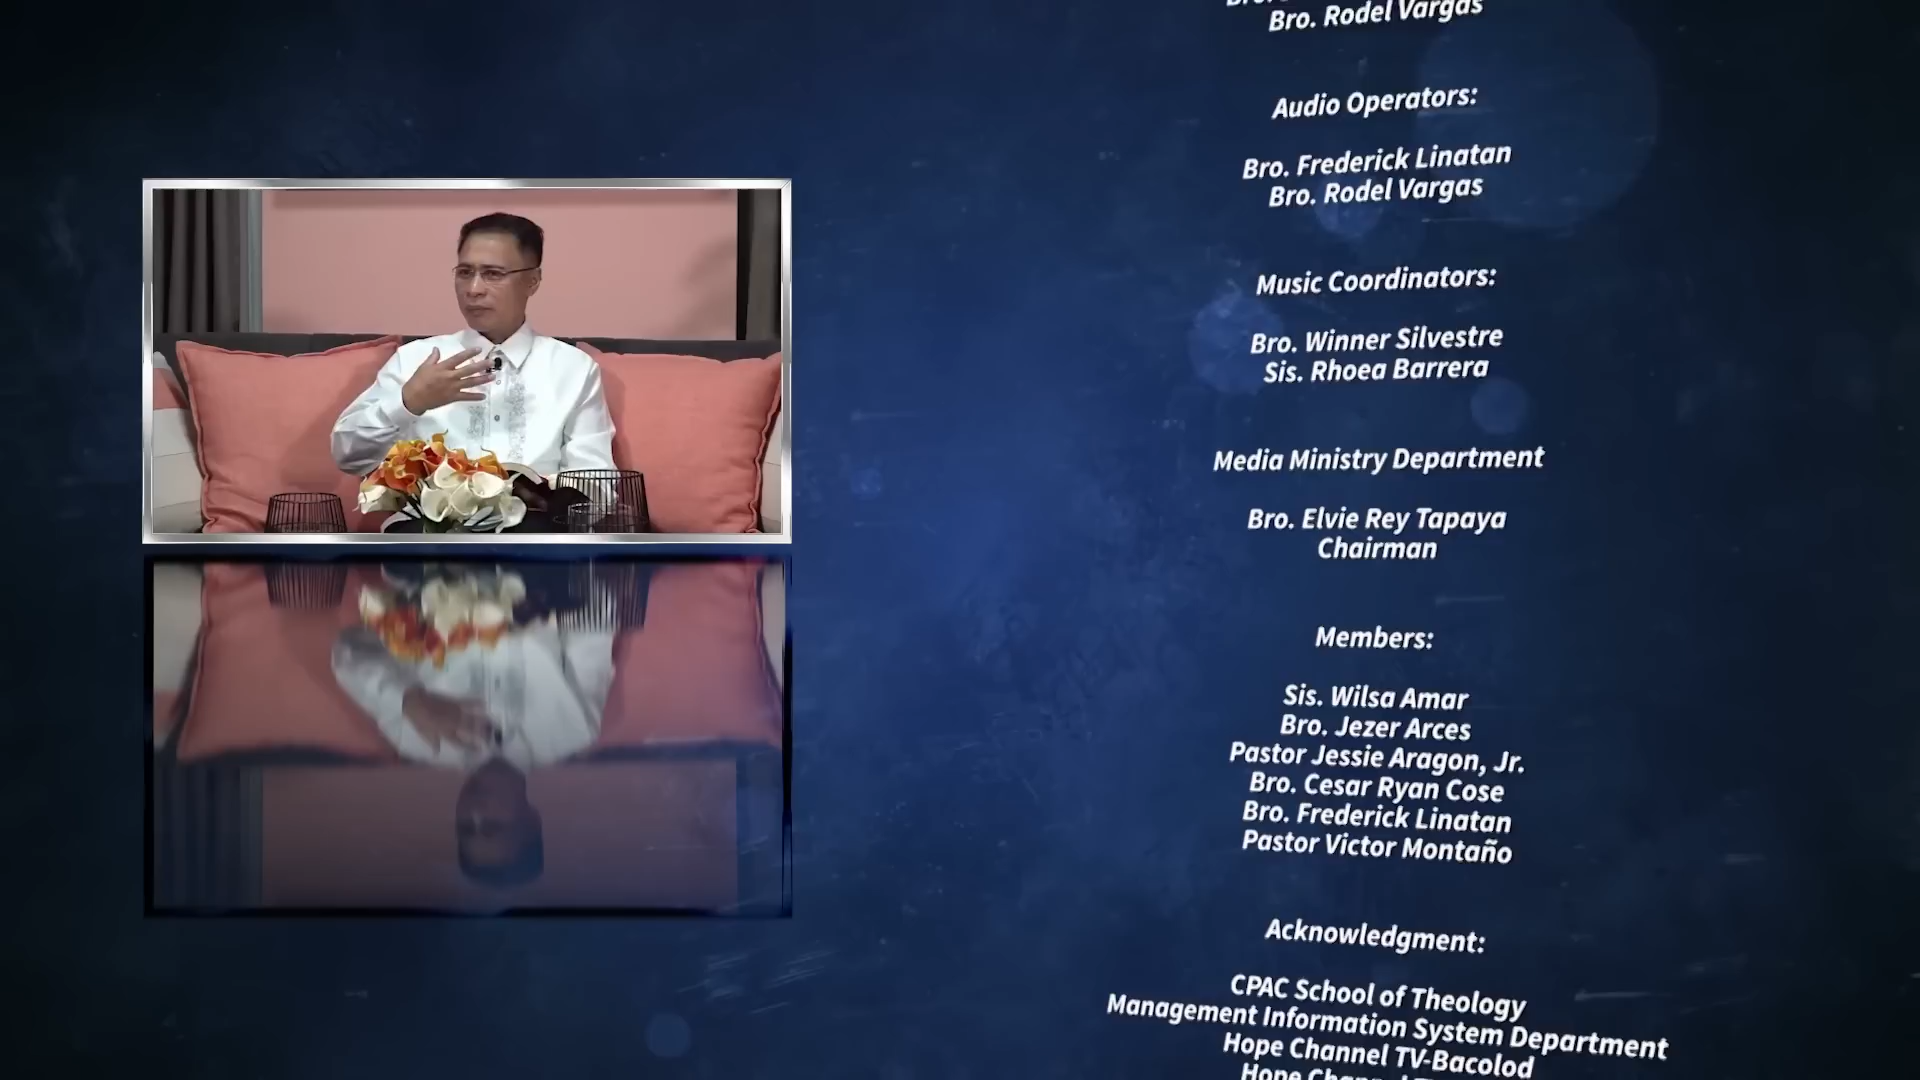 Bro. Rodel Vargas
Audio Operators:
Bro. Frederick Linatan
Bro. Rodel Vargas
Music Coordinators:
Bro. Winner Silvestre
Sis. Rhoea Barrera
Media Ministry Department
Bro. Elvie Rey Tapaya
Chairman
Members:
Sis. Wilsa Amar
Bro. Jezer Arces
Pastor Jessie Aragon, Jr.
Bro. Cesar Ryan Cose
Bro. Frederick Linatan
Pastor Victor Montaño
Acknowledgment:
CPAC School of Theology
Management Information System Department
Hope Channel TV-Bacolod
Hope